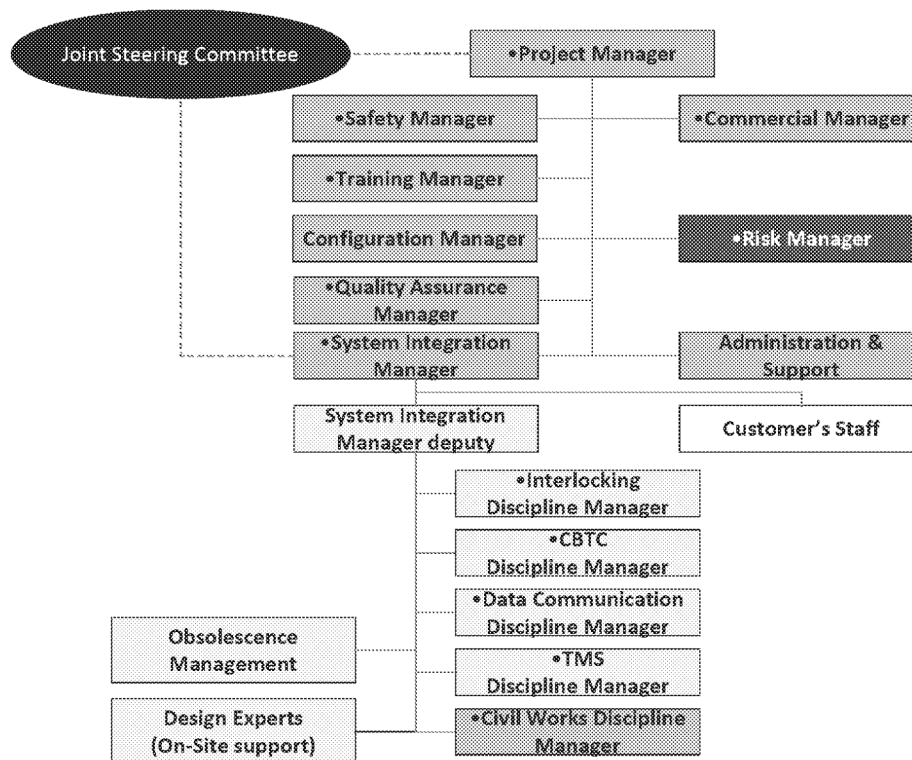 Joint Steering Committee
•Project Manager
•Safety Manager
•Commercial Manager
•Training Manager
Configuration Manager
•Risk Manager
•Quality Assurance
Manager
•System Integration
Manager
Administration &
Support
System Integration
Manager deputy
Customer's Staff
•Interlocking
Discipline Manager
•CBTC
Discipline Manager
•Data Communication
Discipline Manager
Obsolescence
Management
•TMS
Discipline Manager
Design Experts
(On-Site support)
•Civil Works Discipline
Manager